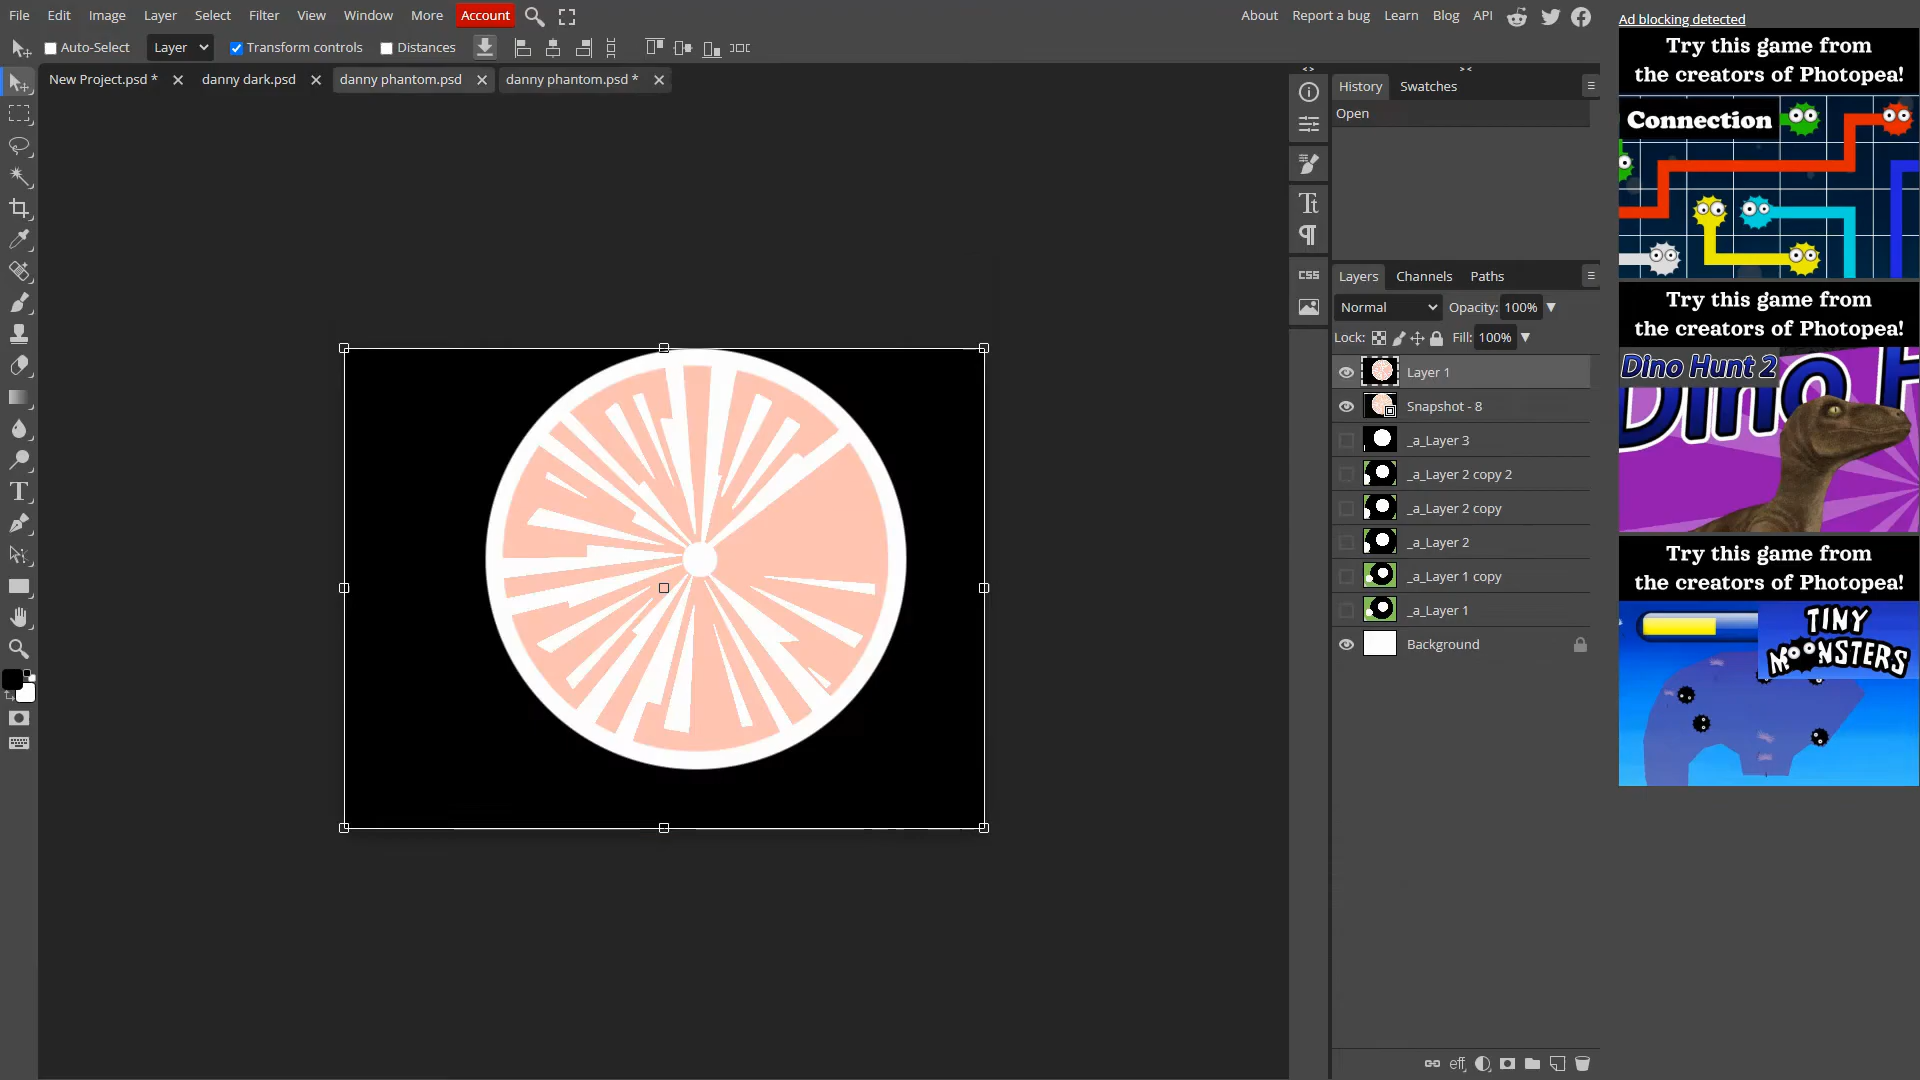 File Edit Image Layer Select Filter View Window More Account
About Report a bug Learn Blog API
Auto-Select Layer Transform controls Distances
New Project.psd * danny dark.psd danny phantom.psd danny phantom.psd *
History Swatches
Open
CSS
Layers Channels Paths
Normal Opacity: 100%
Lock: Fill: 100%
Layer 1
Snapshot - 8
_a_Layer 3
_a_Layer 2 copy 2
_a_Layer 2 copy
_a_Layer 2
_a_Layer 1 copy
_a_Layer 1
Background
eff
Ad blocking detected
Try this game from
the creators of Photopea!
Connection
Try this game from
the creators of Photopea!
Dino Hunt 2
Try this game from
the creators of Photopea!
TINY
MOONSTERS